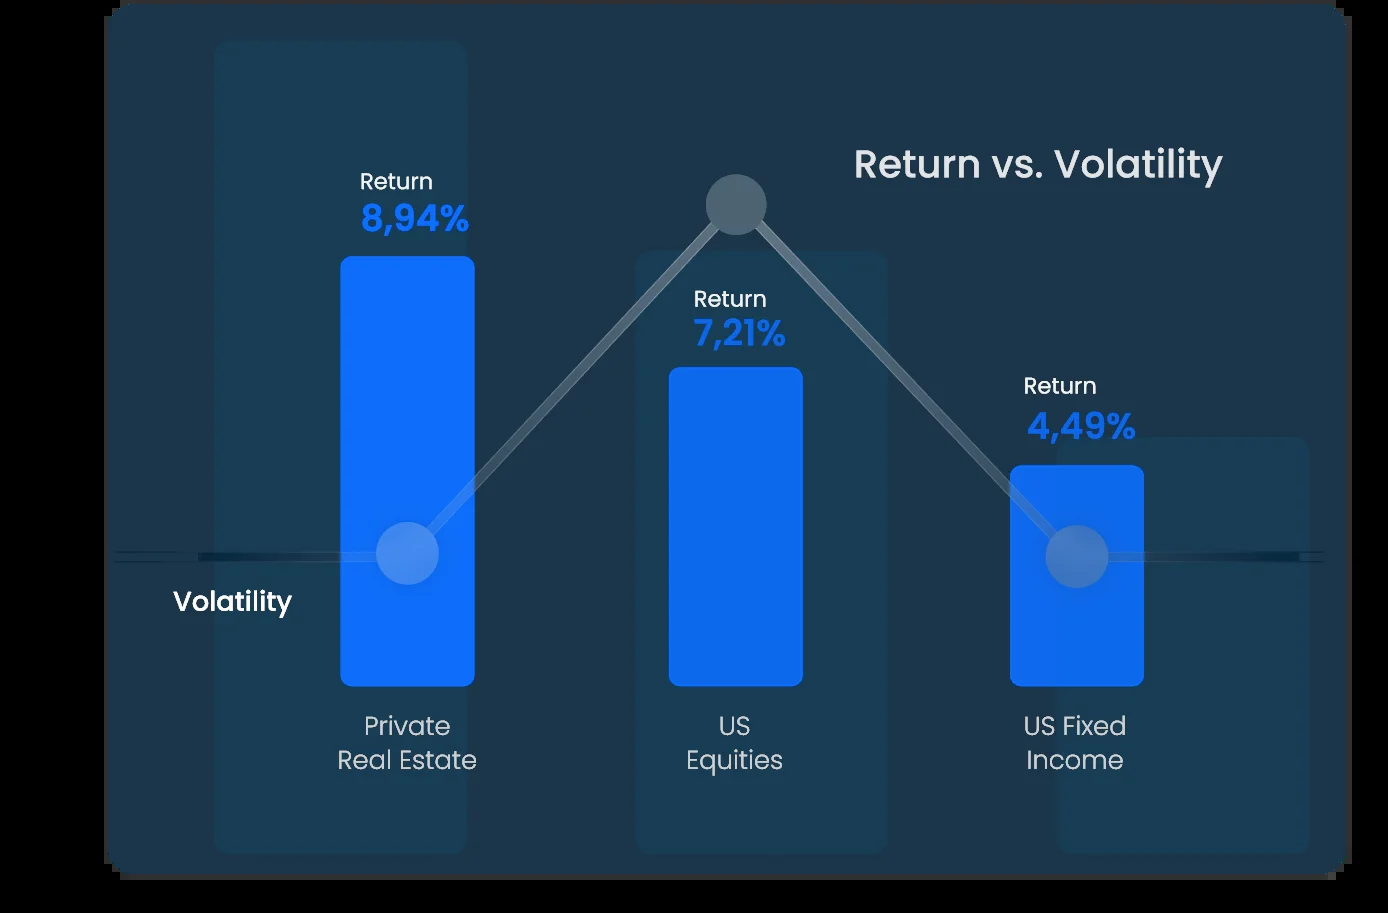 Return vs. Volatility
Return
8,94%
Return
7,21%
Return
4,49%
Volatility
Private
Real Estate
US
Equities
US Fixed
Income